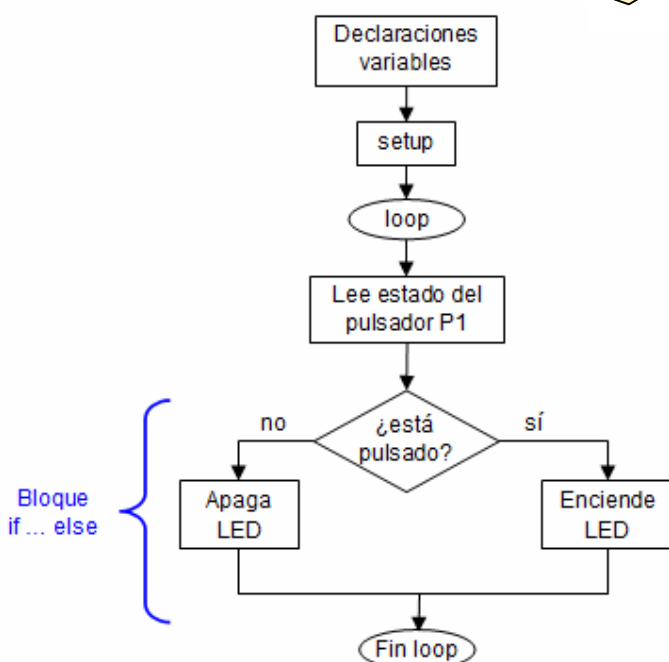 Declaraciones
variables
setup
loop
Lee estado del
pulsador P1
no
¿está
pulsado?
sí
Bloque
if ... else
Apaga
LED
Enciende
LED
Fin loop